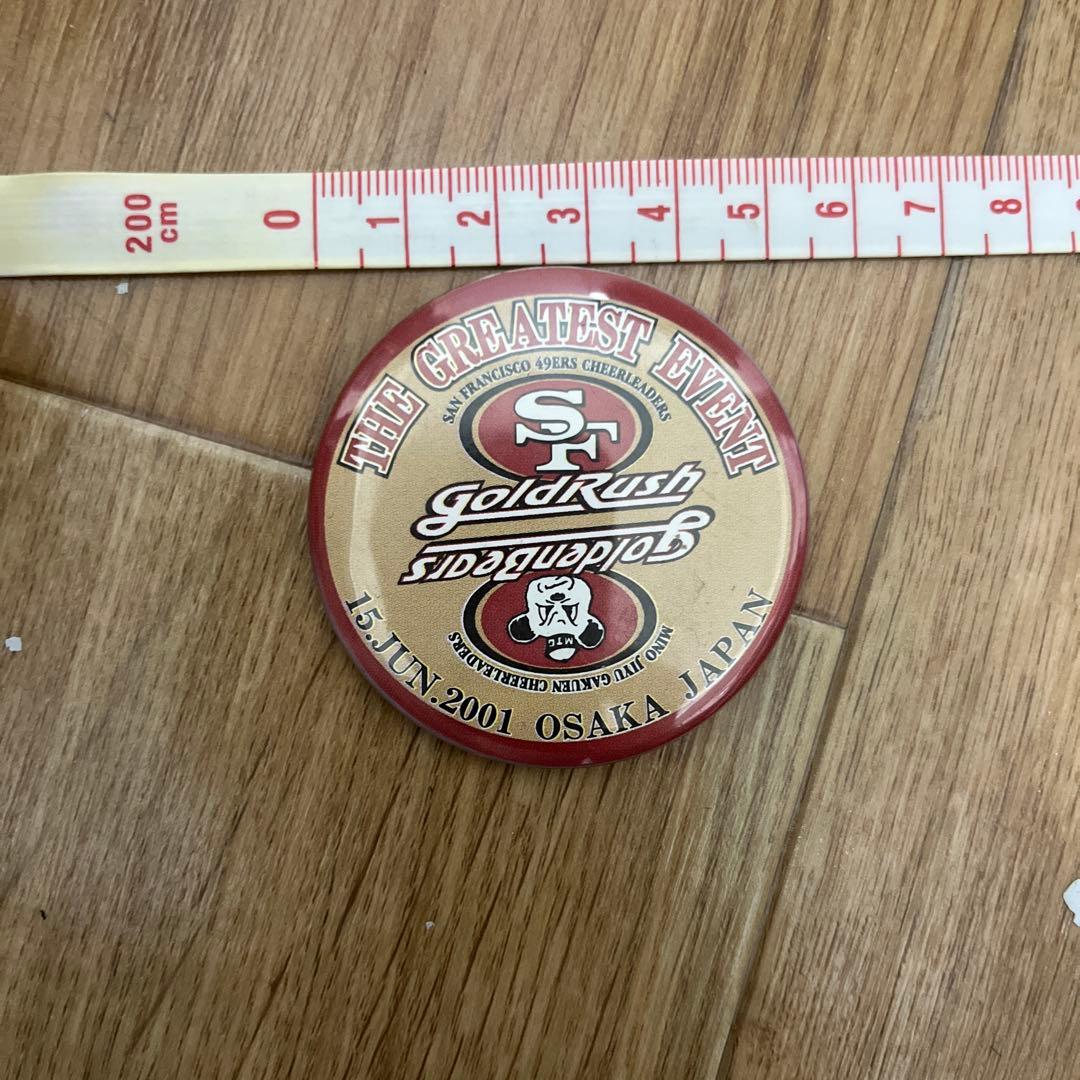 200
cm
0 1 2 3 4 5 6 7 8
THE GREATEST EVENT
SAN FRANCISCO 49ERS CHEERLEADERS
SF
GoldRush
goldenBears
MTG
MINO JIYU GAKUEN CHEERLEADERS
15.JUN.2001 OSAKA JAPAN